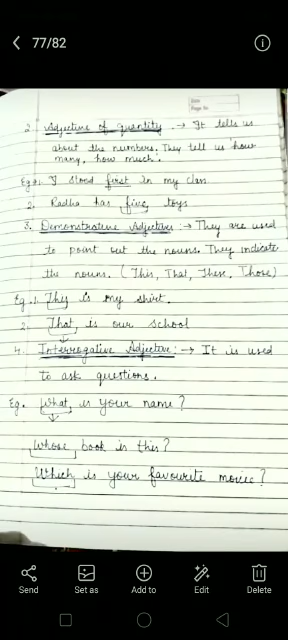 77/82
Date
Page No
2. Adjective of quantity → It tells us
about the numbers. They tell us 'how
many, how much'.
Eg. 1. I stood first in my class
2. Radha has five toys
3. Demonstrative Adjectives :→ They are used
to point out the nouns. They indicate
the nouns. (This, That, These, Those)
Eg. 1. This is my shirt.
2. That is our school
4. Interrogative Adjective :→ It is used
to ask questions.
Eg. What is your name?
Whose book is this?
Which is your favourite movie?
Send Set as Add to Edit Delete